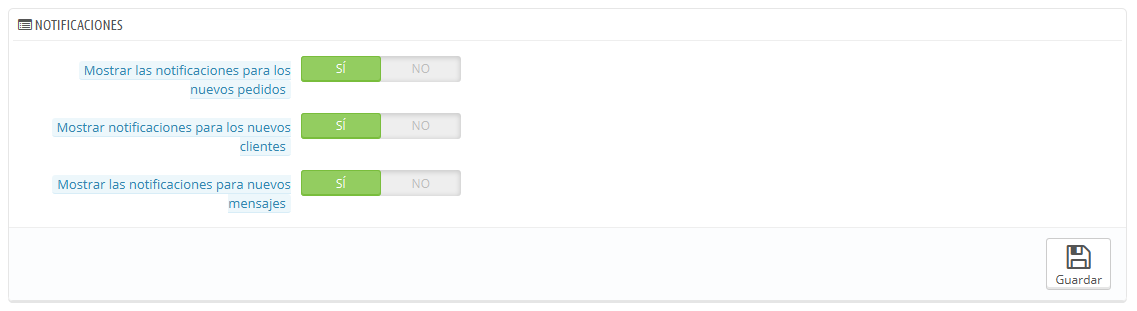 NOTIFICACIONES
Mostrar las notificaciones para los
nuevos pedidos
SÍ NO
Mostrar notificaciones para los nuevos
clientes
SÍ NO
Mostrar las notificaciones para nuevos
mensajes
SÍ NO
Guardar